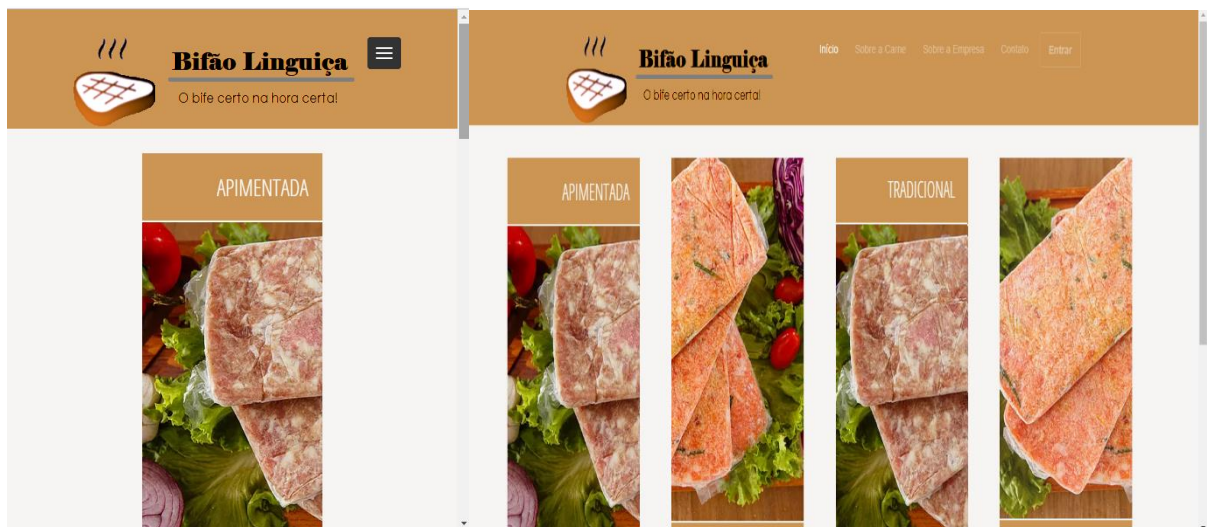 Bifão Linguiça
O bife certo na hora certa!
APIMENTADA
Bifão Linguiça
O bife certo na hora certa!
Início Sobre a Carne Sobre a Empresa Contato Entrar
APIMENTADA
TRADICIONAL